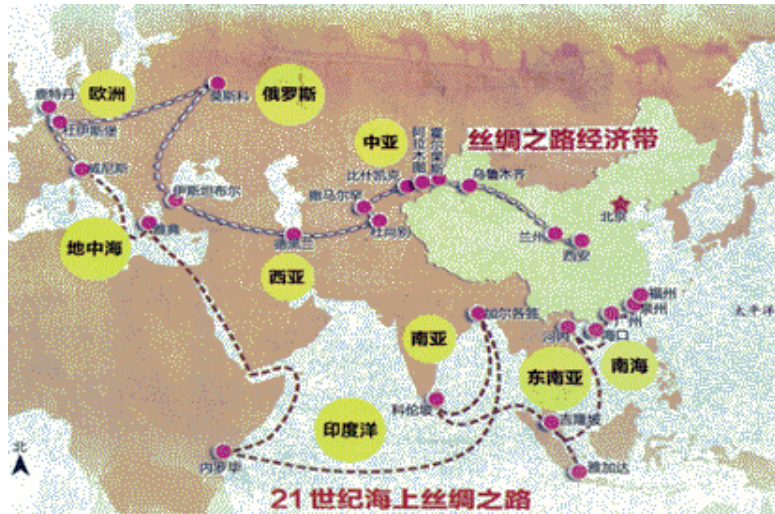 欧洲
俄罗斯
鹿特丹
莫斯科
杜伊斯堡
丝绸之路经济带
中亚
霍尔果斯
阿拉木图
威尼斯
比什凯克
乌鲁木齐
伊斯坦布尔
撒马尔罕
北京
雅典
杜尚别
兰州
德黑兰
西安
地中海
西亚
福州
泉州
太平洋
加尔各答
广州
河内
海口
南亚
东南亚
南海
科伦坡
吉隆坡
印度洋
北
内罗毕
雅加达
21世纪海上丝绸之路